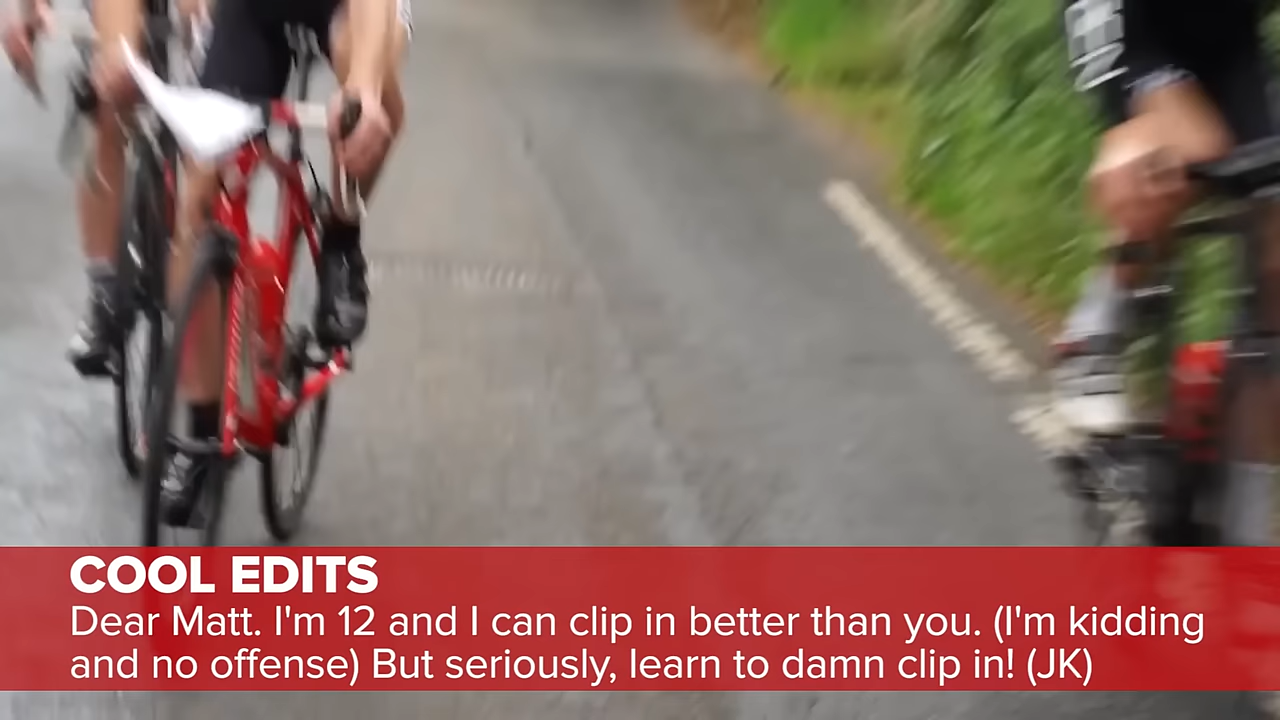 COOL EDITS
Dear Matt. I'm 12 and I can clip in better than you. (I'm kidding
and no offense) But seriously, learn to damn clip in! (JK)